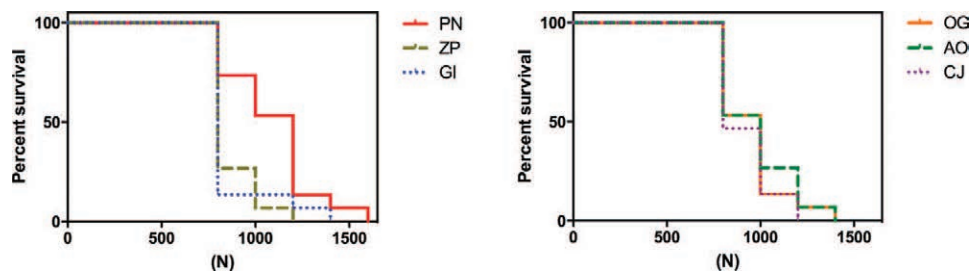 Percent survival
100
50
0
0
500
1000
1500
(N)
PN
ZP
GI
Percent survival
100
50
0
0
500
1000
1500
(N)
OG
AO
CJ